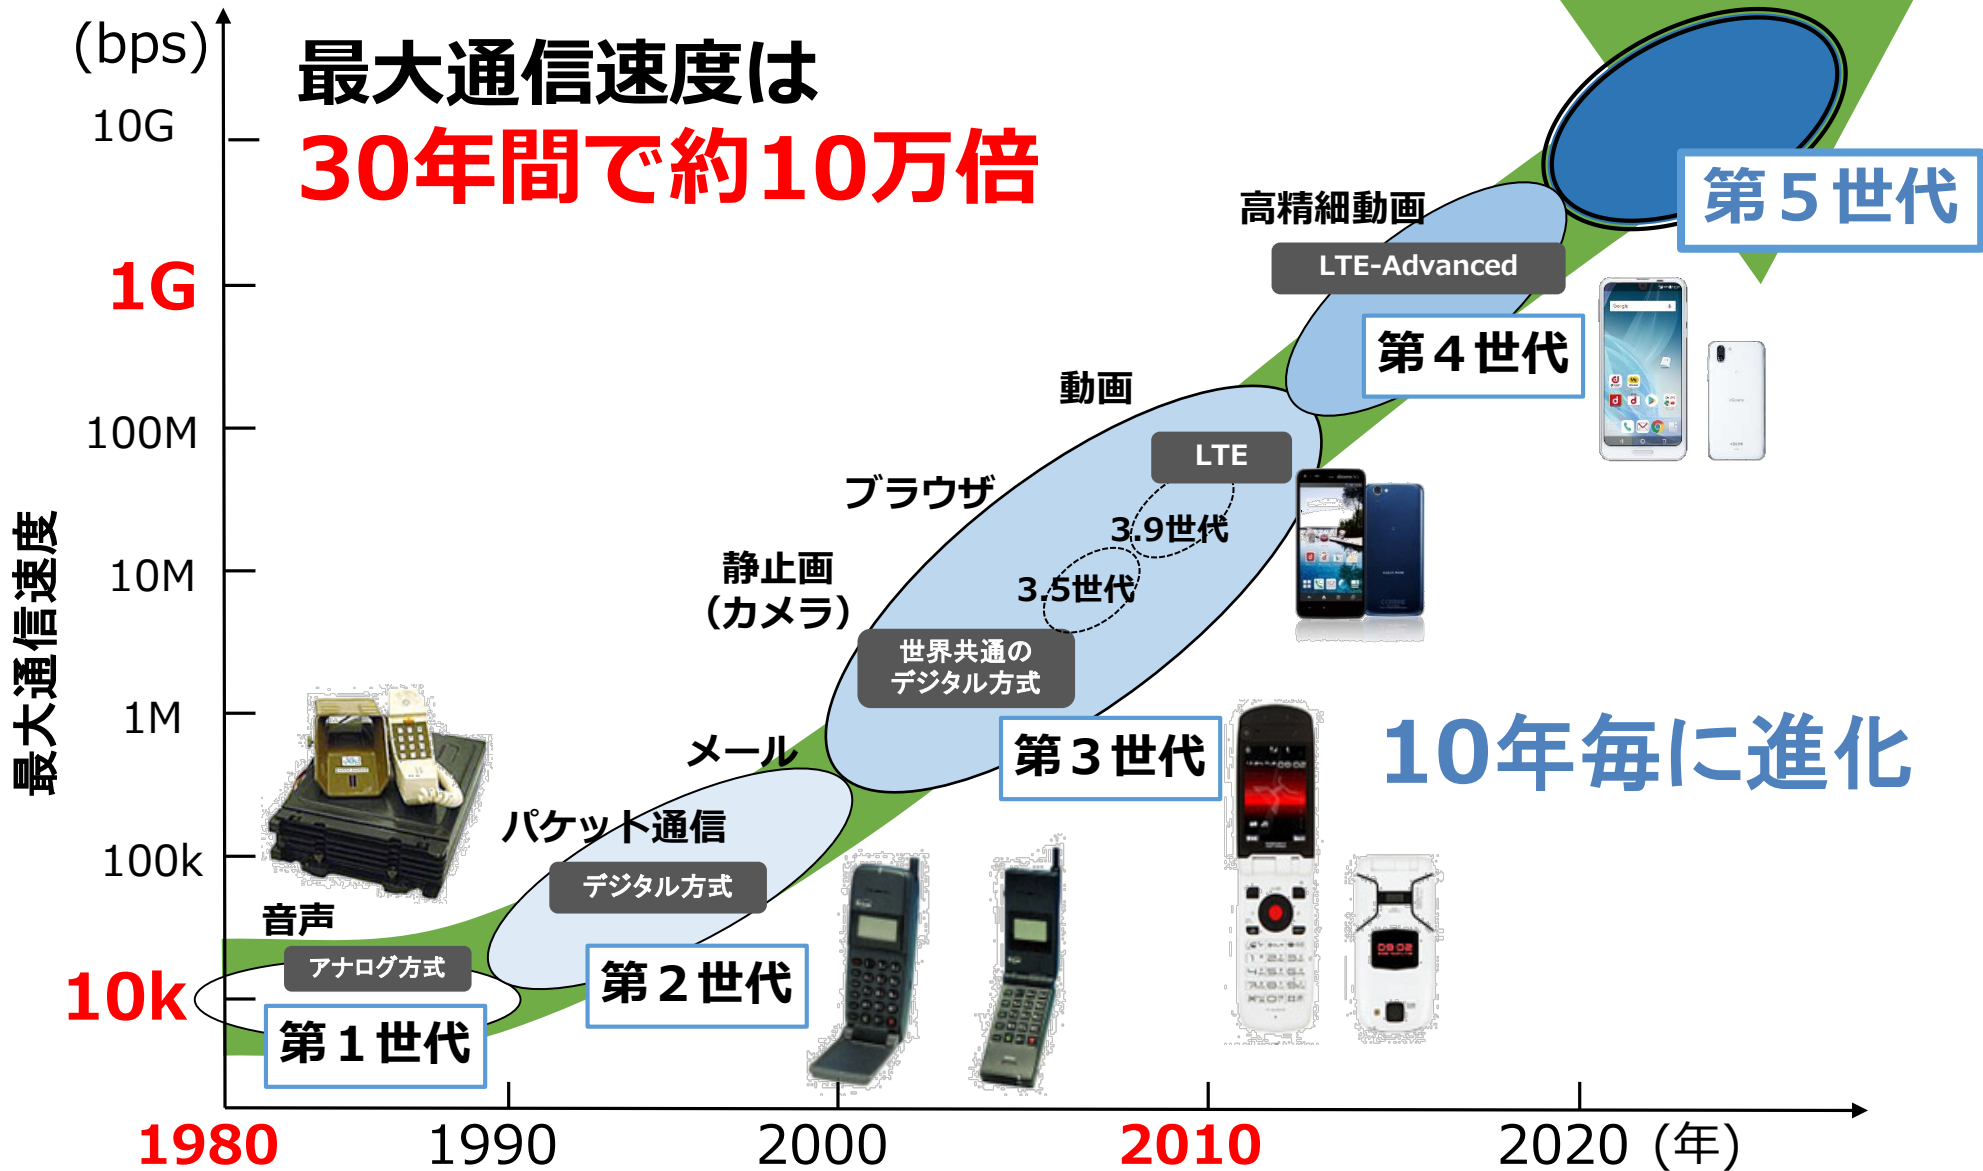 (bps)
最大通信速度は
30年間で約10万倍
10G
1G
100M
10M
1M
100k
10k
最大通信速度
第５世代
高精細動画
LTE-Advanced
第４世代
動画
LTE
ブラウザ
3.9世代
静止画
（カメラ）
3.5世代
世界共通の
デジタル方式
第３世代
10年毎に進化
メール
パケット通信
デジタル方式
第２世代
音声
アナログ方式
第１世代
1980
1990
2000
2010
2020 (年)